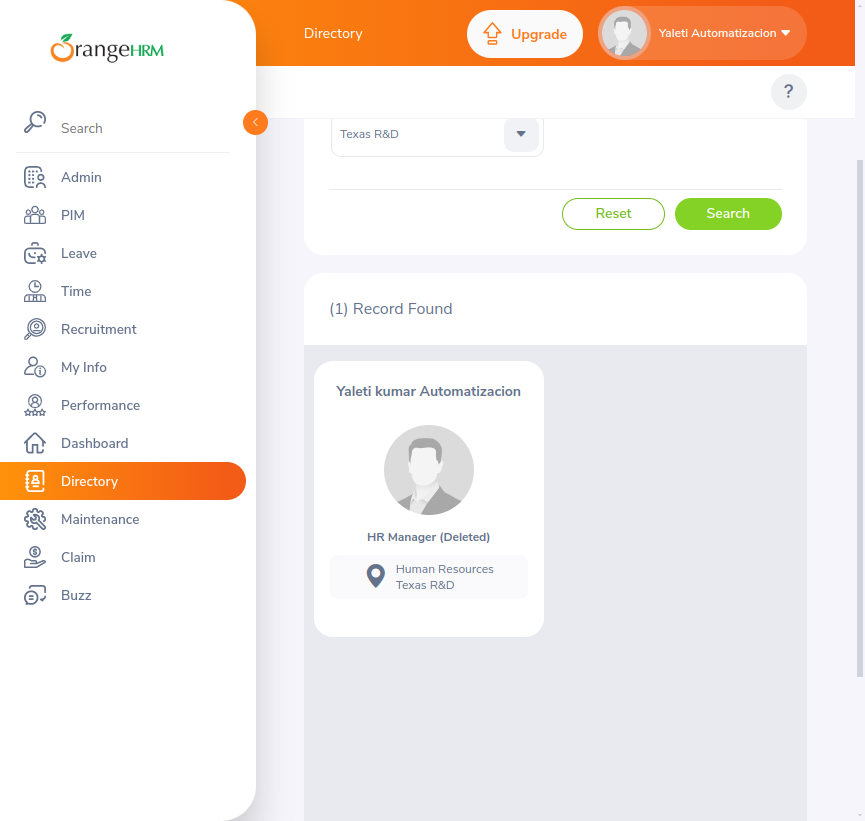 OrangeHRM
Search
Admin
PIM
Leave
Time
Recruitment
My Info
Performance
Dashboard
Directory
Maintenance
Claim
Buzz
Directory
Upgrade
Yaleti Automatizacion
?
Texas R&D
Reset
Search
(1) Record Found
Yaleti kumar Automatizacion
HR Manager (Deleted)
Human Resources
Texas R&D